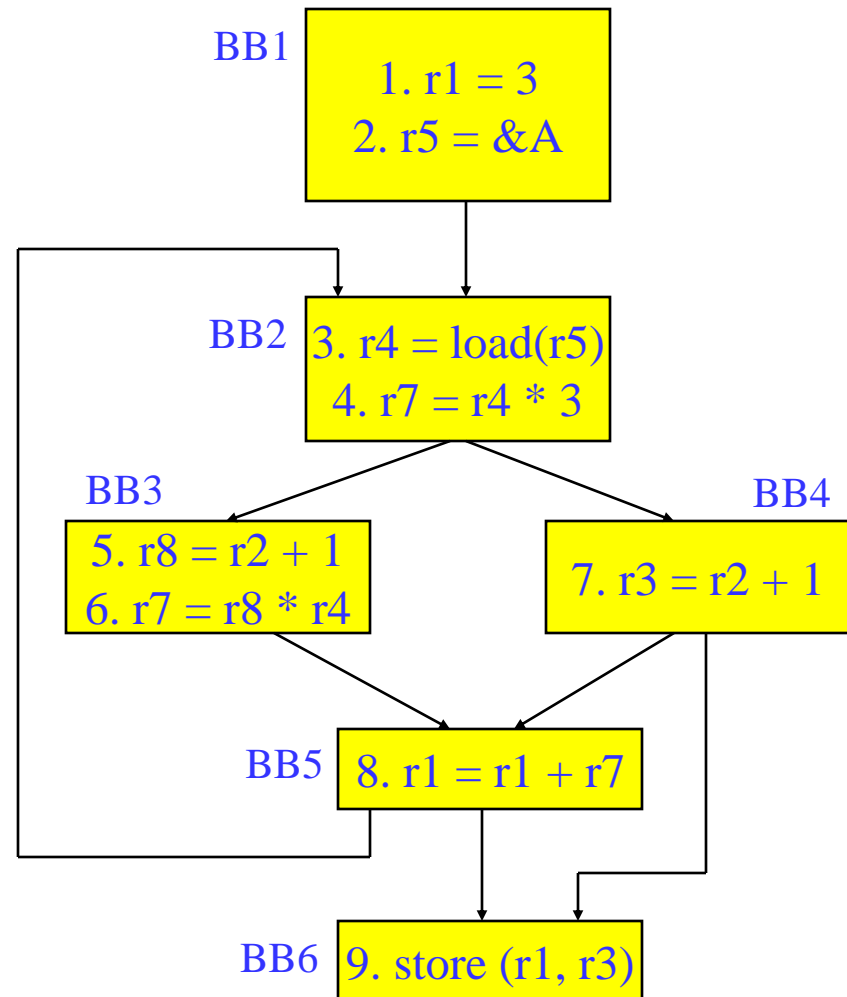 BB1
1. r1 = 3
2. r5 = &A
BB2
3. r4 = load(r5)
4. r7 = r4 * 3
BB3
5. r8 = r2 + 1
6. r7 = r8 * r4
BB4
7. r3 = r2 + 1
BB5
8. r1 = r1 + r7
BB6
9. store (r1, r3)